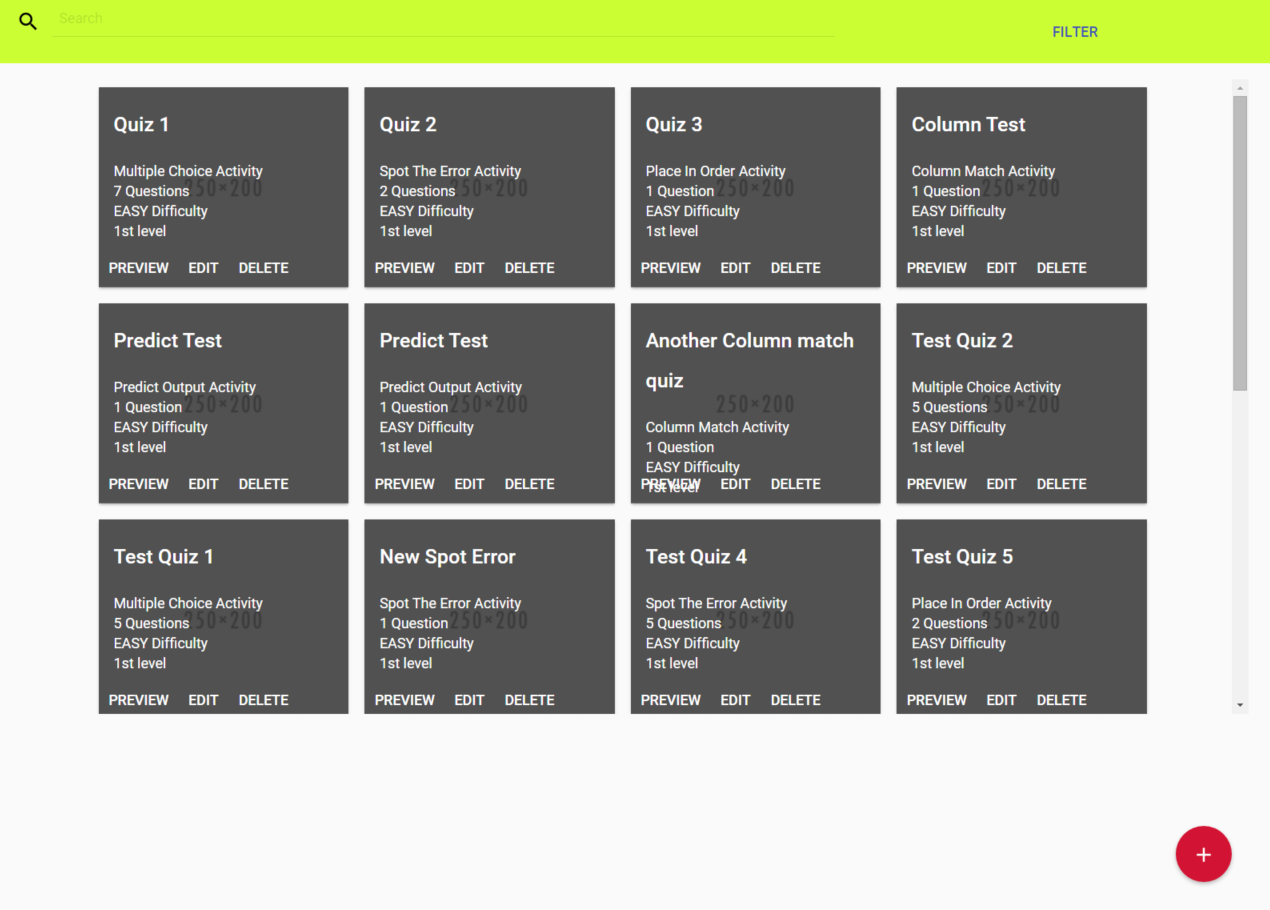 Search
FILTER
Quiz 1
Multiple Choice Activity
7 Questions
250×200
EASY Difficulty
1st level
PREVIEW EDIT DELETE
Quiz 2
Spot The Error Activity
2 Questions
250×200
EASY Difficulty
1st level
PREVIEW EDIT DELETE
Quiz 3
Place In Order Activity
1 Question
250×200
EASY Difficulty
1st level
PREVIEW EDIT DELETE
Column Test
Column Match Activity
1 Question
250×200
EASY Difficulty
1st level
PREVIEW EDIT DELETE
Predict Test
Predict Output Activity
1 Question
250×200
EASY Difficulty
1st level
PREVIEW EDIT DELETE
Predict Test
Predict Output Activity
1 Question
250×200
EASY Difficulty
1st level
PREVIEW EDIT DELETE
Another Column match
quiz
250×200
Column Match Activity
1 Question
EASY Difficulty
PREVIEW EDIT DELETE
1st level
Test Quiz 2
Multiple Choice Activity
5 Questions
250×200
EASY Difficulty
1st level
PREVIEW EDIT DELETE
Test Quiz 1
Multiple Choice Activity
5 Questions
250×200
EASY Difficulty
1st level
PREVIEW EDIT DELETE
New Spot Error
Spot The Error Activity
1 Question
250×200
EASY Difficulty
1st level
PREVIEW EDIT DELETE
Test Quiz 4
Spot The Error Activity
5 Questions
250×200
EASY Difficulty
1st level
PREVIEW EDIT DELETE
Test Quiz 5
Place In Order Activity
2 Questions
250×200
EASY Difficulty
1st level
PREVIEW EDIT DELETE
+